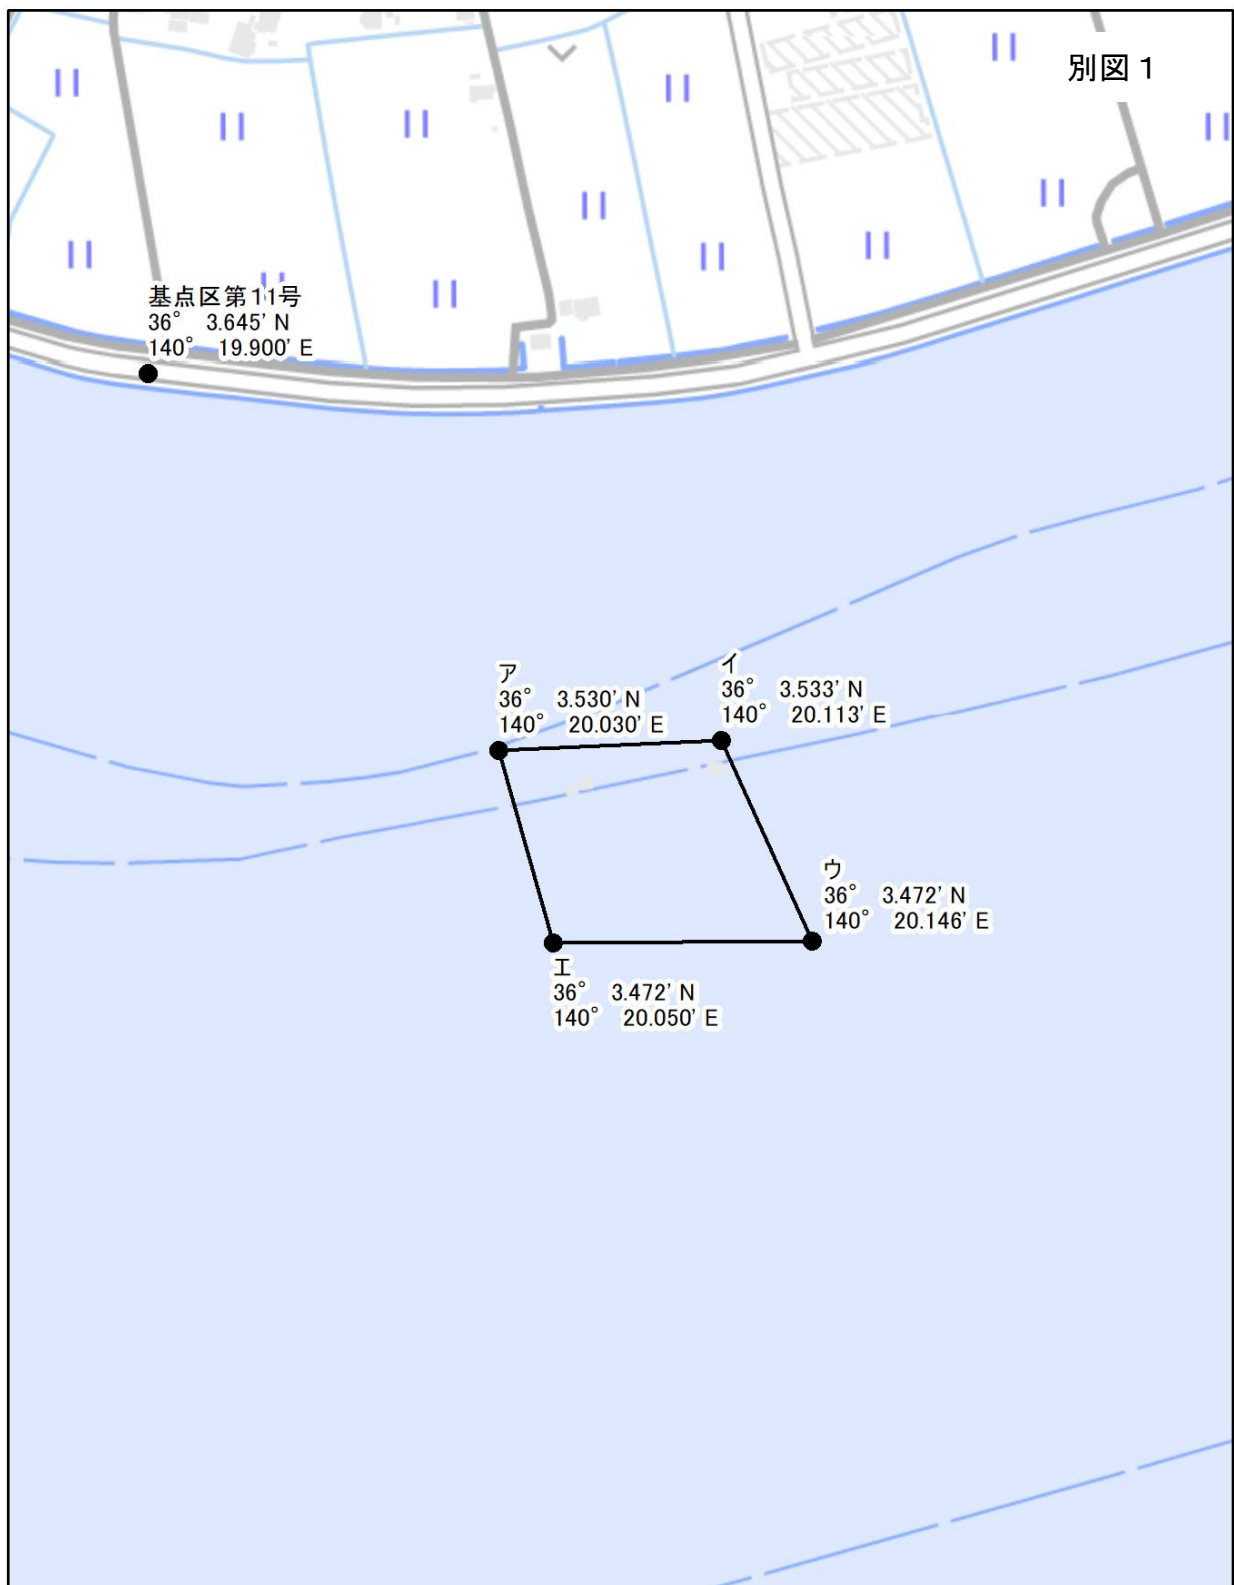 別図１
基点区第11号
36°　3.645' N
140°　19.900' E
ア
36°　3.530' N
140°　20.030' E
イ
36°　3.533' N
140°　20.113' E
ウ
36°　3.472' N
140°　20.146' E
エ
36°　3.472' N
140°　20.050' E